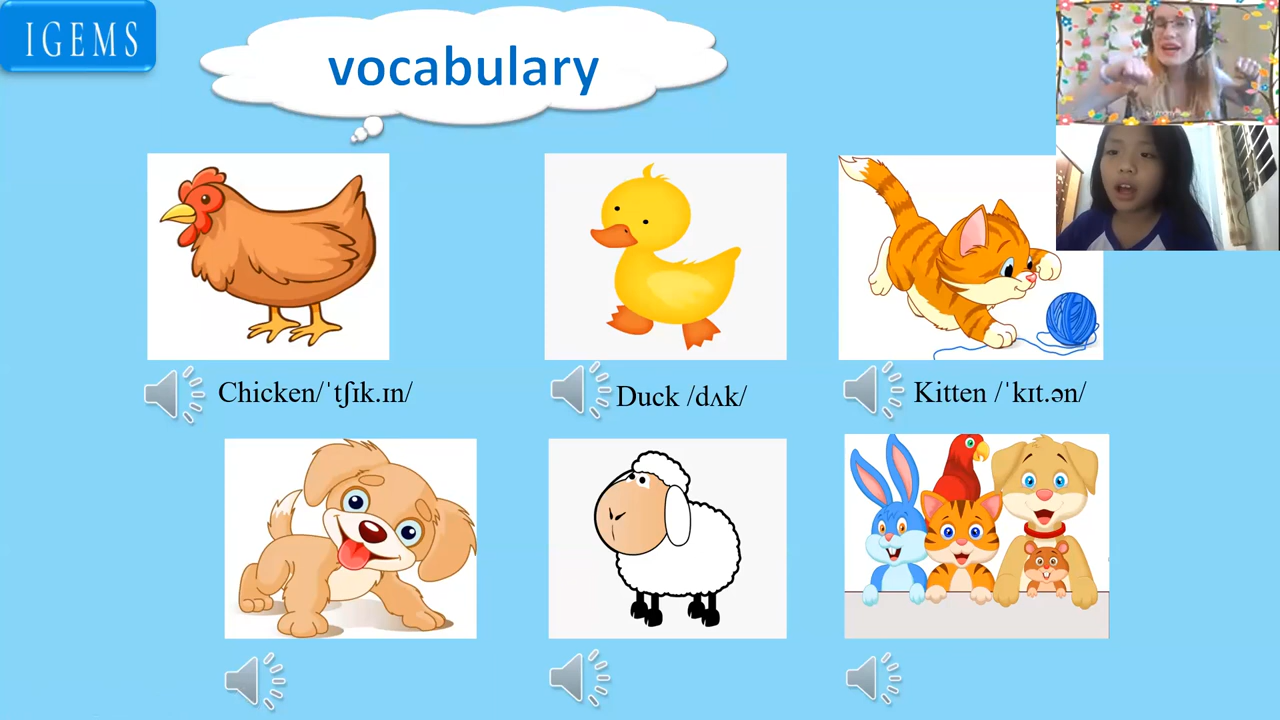 IGEMS
vocabulary
Chicken/ˈtʃɪk.ɪn/
Duck /dʌk/
Kitten /ˈkɪt.ən/